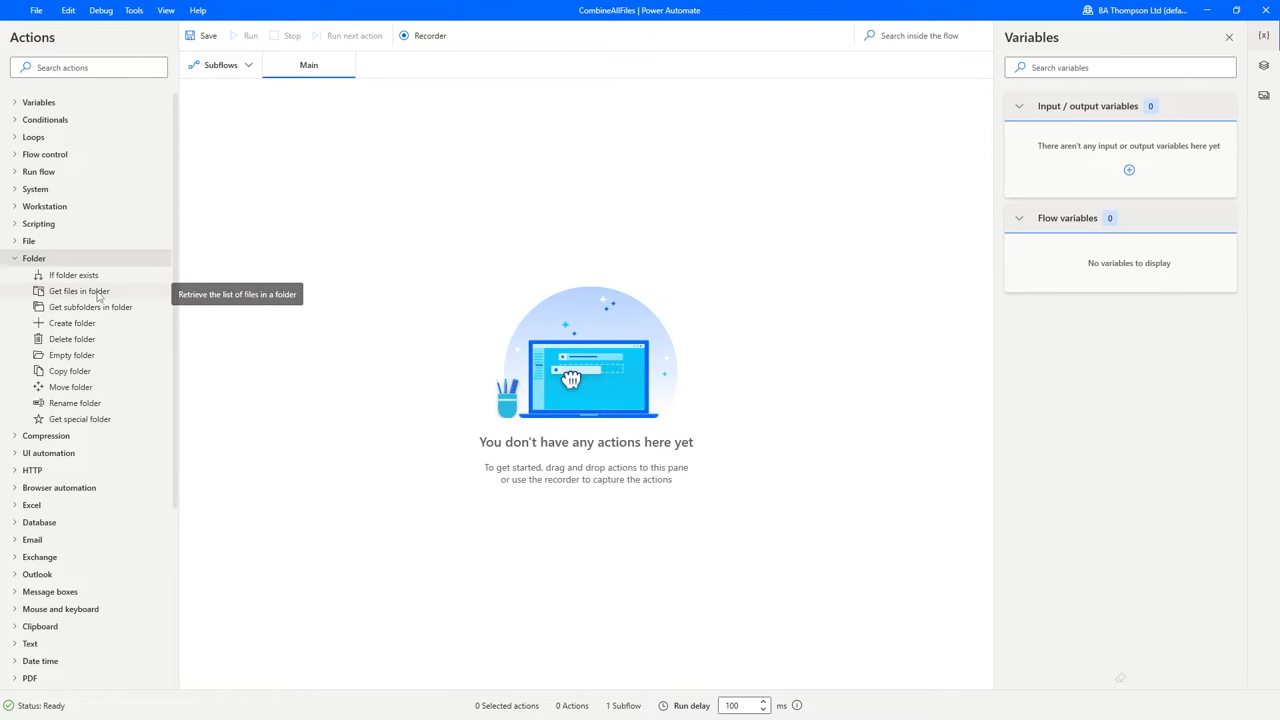 File Edit Debug Tools View Help
CombineAllFiles | Power Automate
BA Thompson Ltd (defa...
Actions
Search actions
Variables
Conditionals
Loops
Flow control
Run flow
System
Workstation
Scripting
File
Folder
If folder exists
Get files in folder
Get subfolders in folder
Create folder
Delete folder
Empty folder
Copy folder
Move folder
Rename folder
Get special folder
Compression
UI automation
HTTP
Browser automation
Excel
Database
Email
Exchange
Outlook
Message boxes
Mouse and keyboard
Clipboard
Text
Date time
PDF
Retrieve the list of files in a folder
Save Run Stop Run next action Recorder
Search inside the flow
Subflows Main
You don't have any actions here yet
To get started, drag and drop actions to this pane
or use the recorder to capture the actions
Variables
{x}
Search variables
Input / output variables 0
There aren't any input or output variables here yet
Flow variables 0
No variables to display
Status: Ready
0 Selected actions 0 Actions 1 Subflow Run delay 100 ms